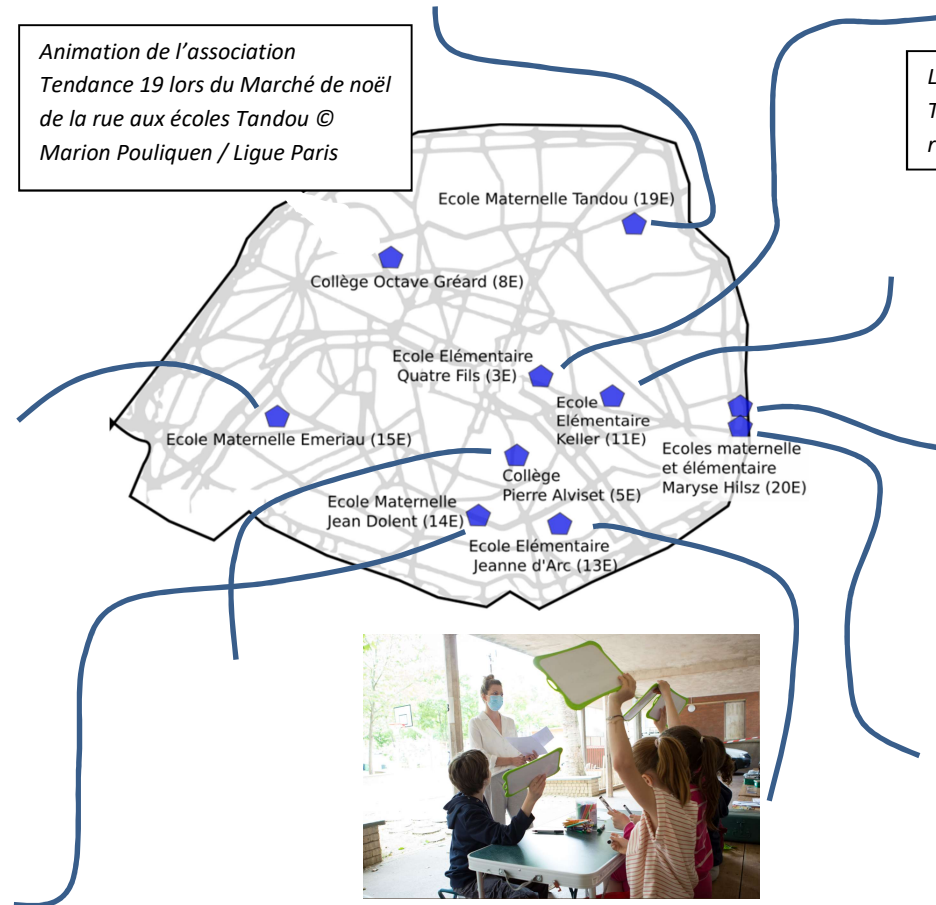 Animation de l’association
Tendance 19 lors du Marché de noël
de la rue aux écoles Tandou ©
Marion Pouliquen / Ligue Paris
L
T
r
Ecole Maternelle Tandou (19E)
Collège Octave Gréard (8E)
Ecole Elémentaire
Quatre Fils (3E)
Ecole
Elémentaire
Keller (11E)
Ecole Maternelle Emeriau (15E)
Ecoles maternelle
et élémentaire
Maryse Hilsz (20E)
Collège
Pierre Alviset (5E)
Ecole Maternelle
Jean Dolent (14E)
Ecole Elémentaire
Jeanne d'Arc (13E)